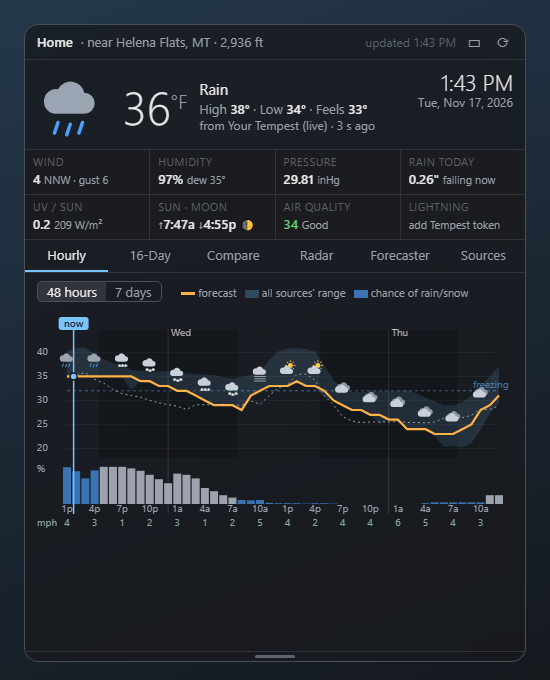 Home · near Helena Flats, MT · 2,936 ft updated 1:43 PM
36°F
Rain
High 38° · Low 34° · Feels 33°
from Your Tempest (live) · 3 s ago
1:43 PM
Tue, Nov 17, 2026
WIND
4 NNW · gust 6
HUMIDITY
97% dew 35°
PRESSURE
29.81 inHg
RAIN TODAY
0.26" falling now
UV / SUN
0.2 209 W/m²
SUN · MOON
↑7:47a ↓4:55p
AIR QUALITY
34 Good
LIGHTNING
add Tempest token
Hourly 16-Day Compare Radar Forecaster Sources
48 hours 7 days forecast all sources' range chance of rain/snow
now
Wed Thu
40
35
freezing
30
25
20
%
1p 4p 7p 10p 1a 4a 7a 10a 1p 4p 7p 10p 1a 4a 7a 10a
mph 4 3 1 2 3 1 2 5 4 4 4 4 6 5 4 3